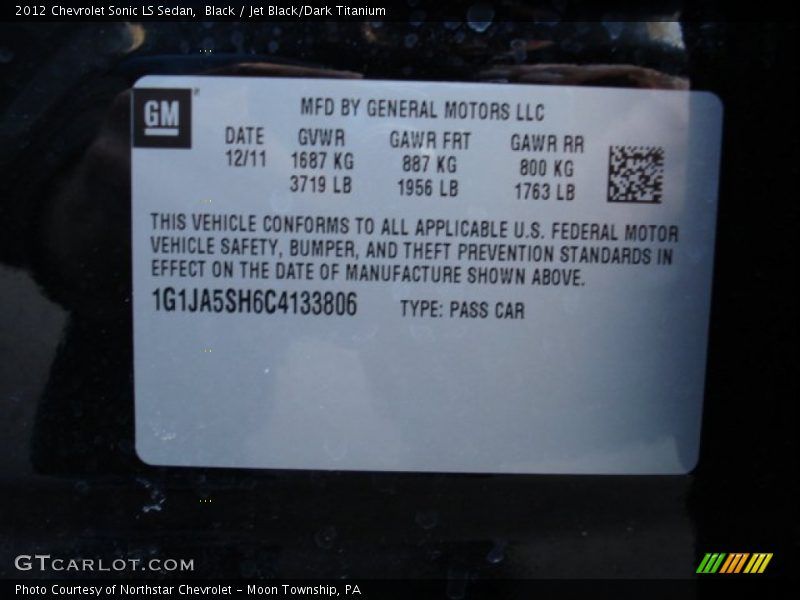 2012 Chevrolet Sonic LS Sedan,  Black / Jet Black/Dark Titanium
GM®
MFD BY GENERAL MOTORS LLC
DATE GVWR GAWR FRT GAWR RR
12/11 1687 KG 887 KG 800 KG
3719 LB 1956 LB 1763 LB
THIS VEHICLE CONFORMS TO ALL APPLICABLE U.S. FEDERAL MOTOR
VEHICLE SAFETY, BUMPER, AND THEFT PREVENTION STANDARDS IN
EFFECT ON THE DATE OF MANUFACTURE SHOWN ABOVE.
1G1JA5SH6C4133806 TYPE: PASS CAR
GTCARLOT.COM
Photo Courtesy of Northstar Chevrolet - Moon Township, PA